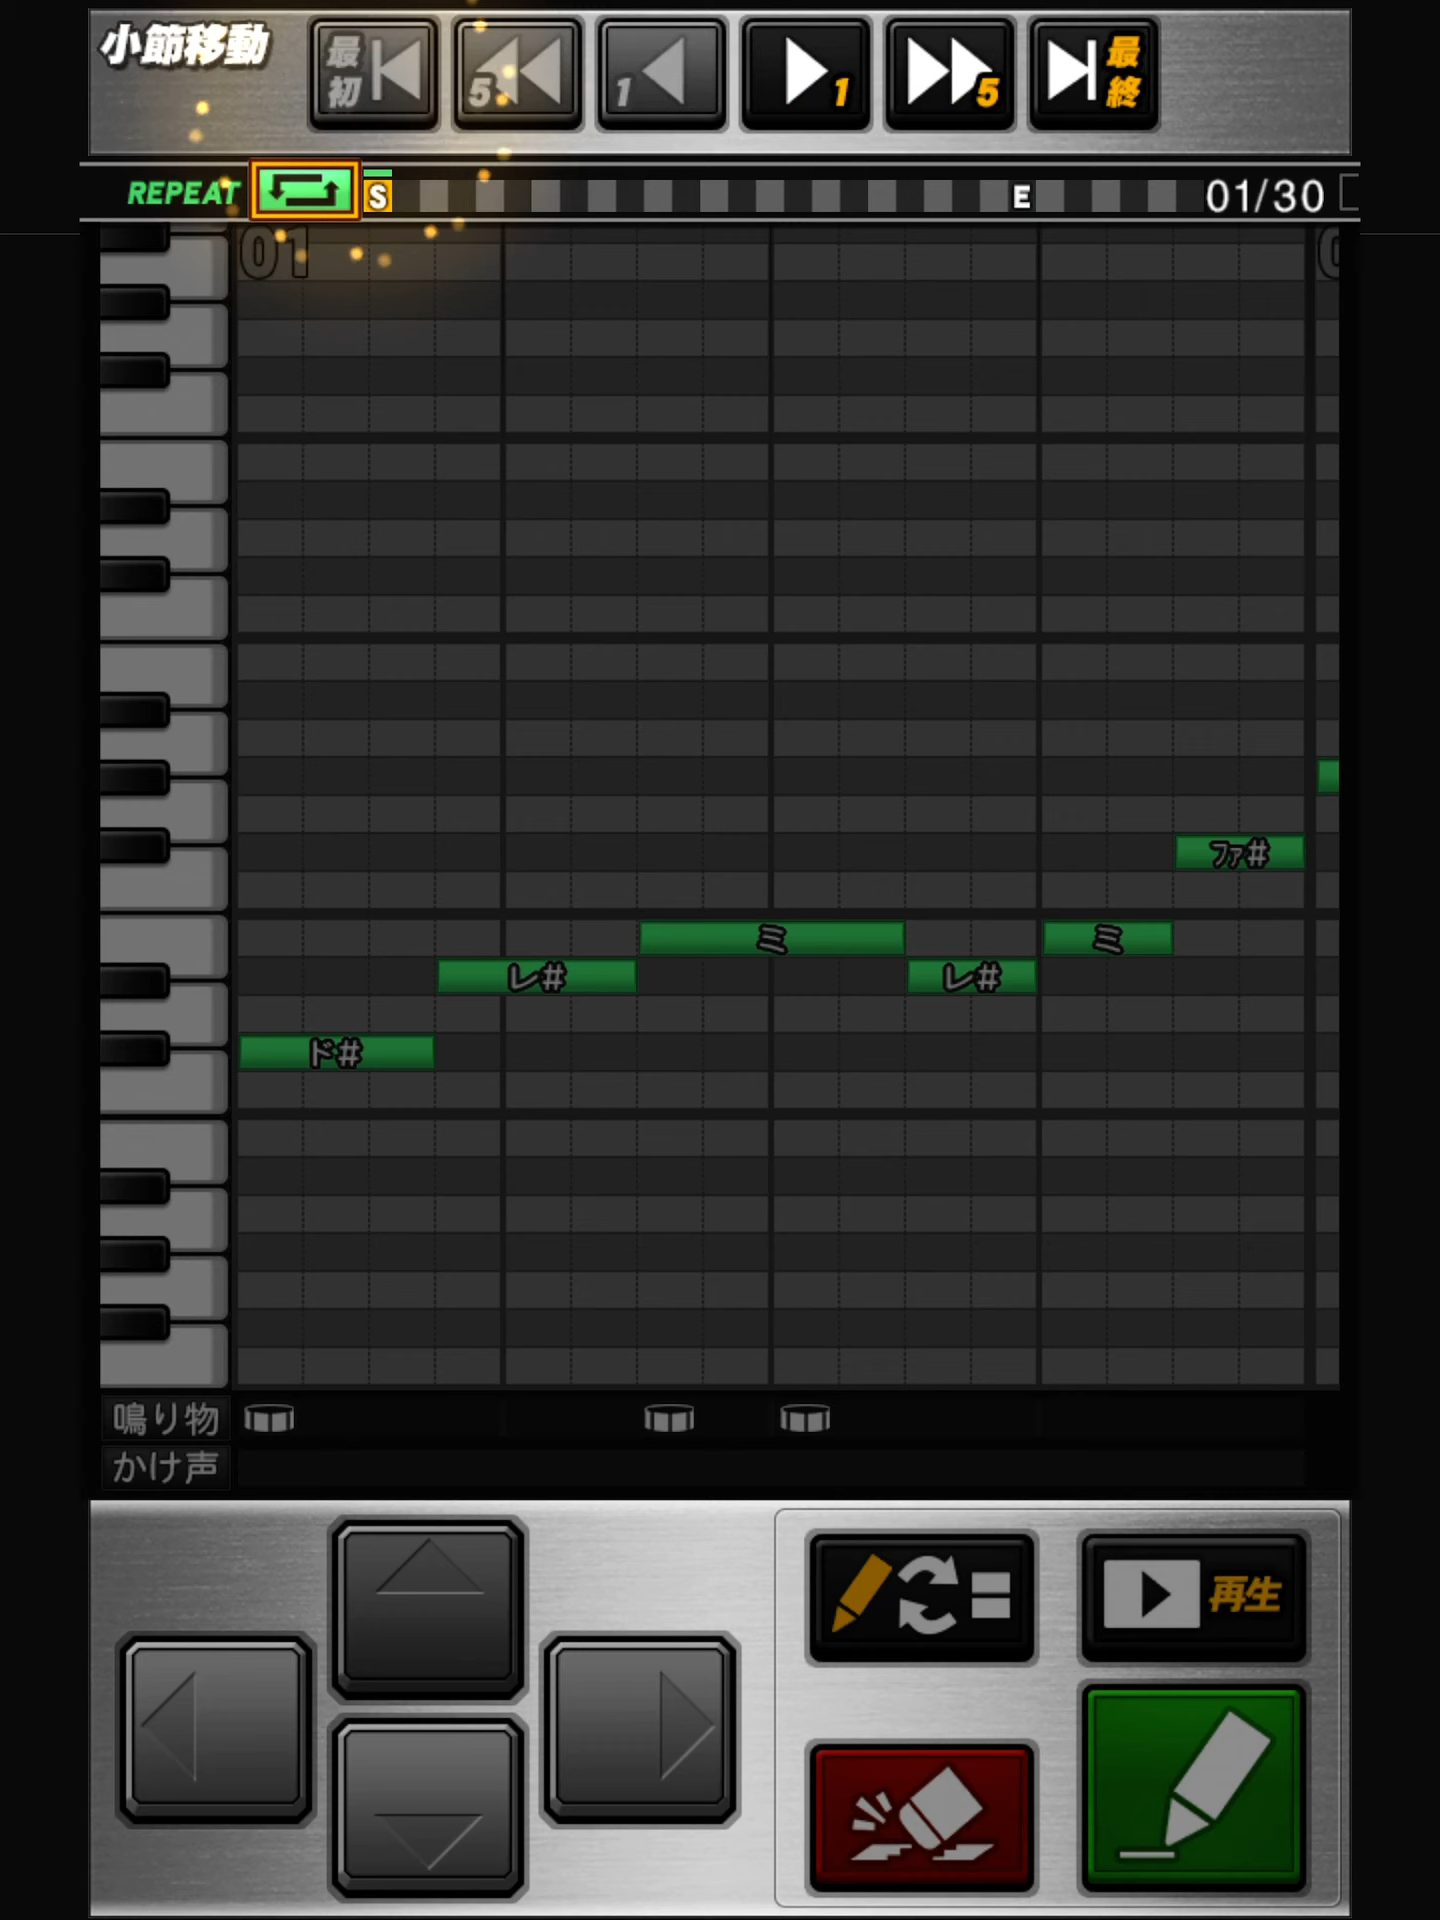 小節移動
最初 5 1 1 5 最終
REPEAT S E 01/30
01
ファ#
ミ ミ
レ# レ#
ド#
鳴り物
かけ声
再生